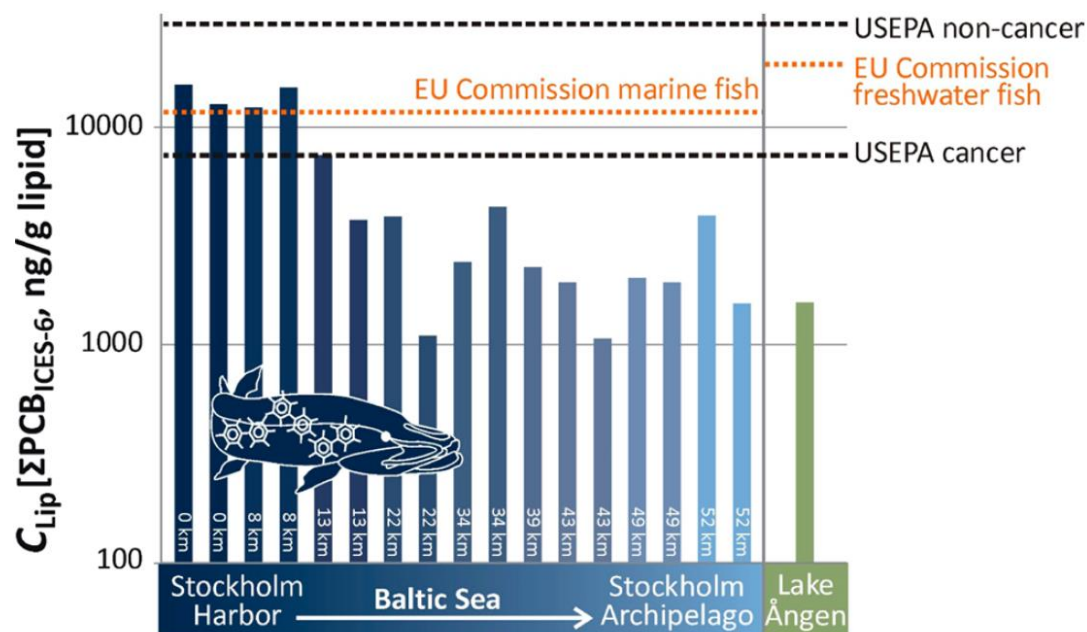 USEPA non-cancer
EU Commission marine fish
EU Commission
freshwater fish
USEPA cancer
C_Lip [ΣPCB_ICES-6, ng/g lipid]
10000
1000
100
0 km
0 km
8 km
8 km
13 km
13 km
22 km
22 km
34 km
34 km
39 km
43 km
43 km
49 km
49 km
52 km
52 km
Stockholm
Harbor
Baltic Sea
Stockholm
Archipelago
Lake
Ången